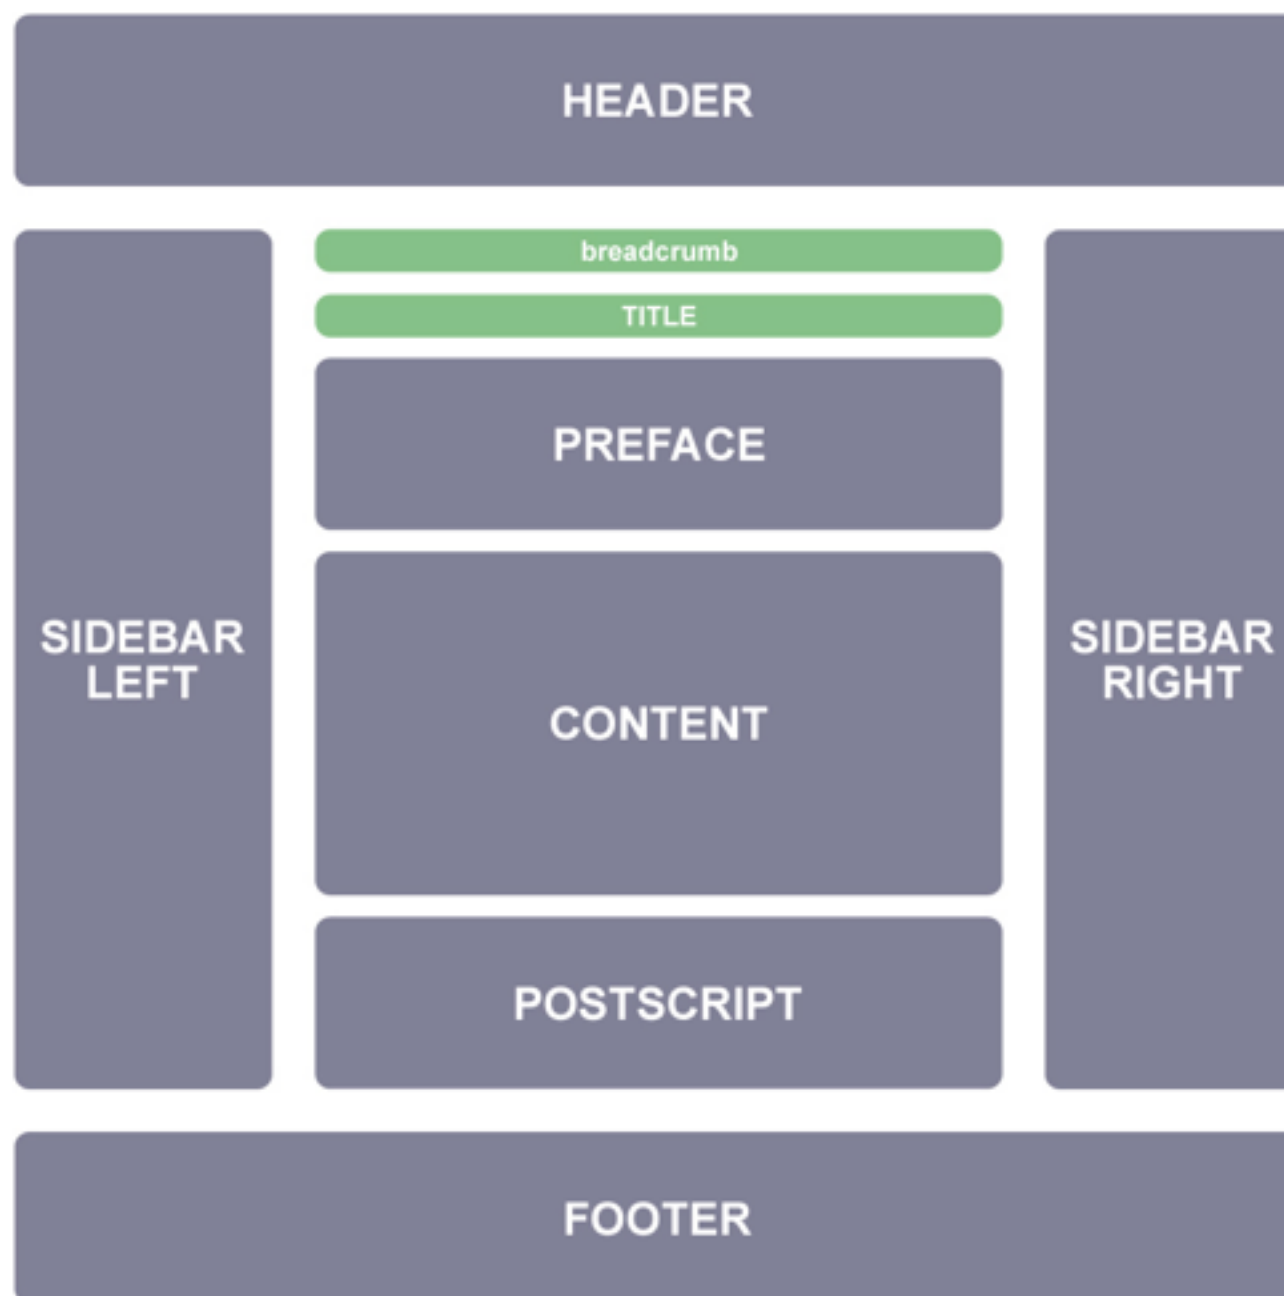 HEADER
breadcrumb
TITLE
PREFACE
SIDEBAR
LEFT
CONTENT
SIDEBAR
RIGHT
POSTSCRIPT
FOOTER